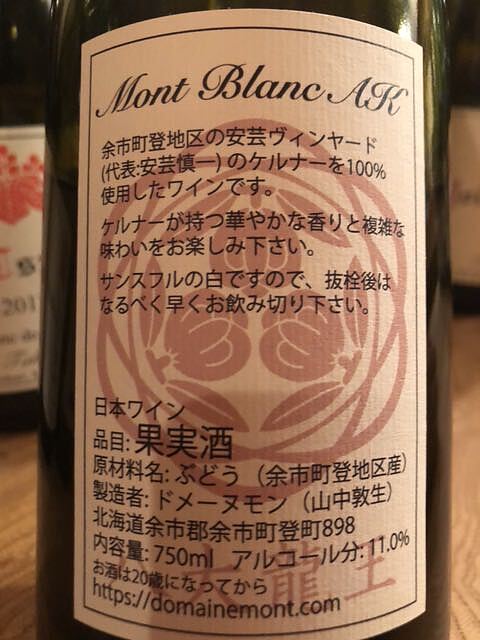 Mont Blanc AK
余市町登地区の安芸ヴィンヤード
(代表:安芸慎一)のケルナーを100%
使用したワインです。
ケルナーが持つ華やかな香りと複雑な
味わいをお楽しみ下さい。
サンスフルの白ですので、抜栓後は
なるべく早くお飲み切り下さい。
日本ワイン
品目: 果実酒
原材料名: ぶどう（余市町登地区産）
製造者: ドメーヌモン（山中敦生）
北海道余市郡余市町登町898
内容量: 750ml アルコール分: 11.0%
お酒は20歳になってから
https://domainemont.com